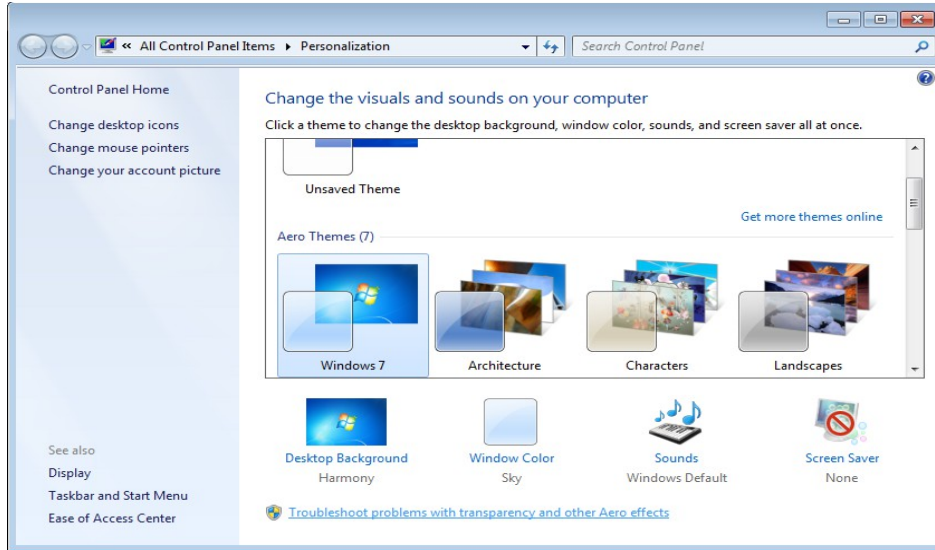 « All Control Panel Items ▸ Personalization
Search Control Panel
Control Panel Home
Change desktop icons
Change mouse pointers
Change your account picture
Change the visuals and sounds on your computer
Click a theme to change the desktop background, window color, sounds, and screen saver all at once.
Unsaved Theme
Get more themes online
Aero Themes (7)
Windows 7
Architecture
Characters
Landscapes
Desktop Background
Harmony
Window Color
Sky
Sounds
Windows Default
Screen Saver
None
See also
Display
Taskbar and Start Menu
Ease of Access Center
Troubleshoot problems with transparency and other Aero effects